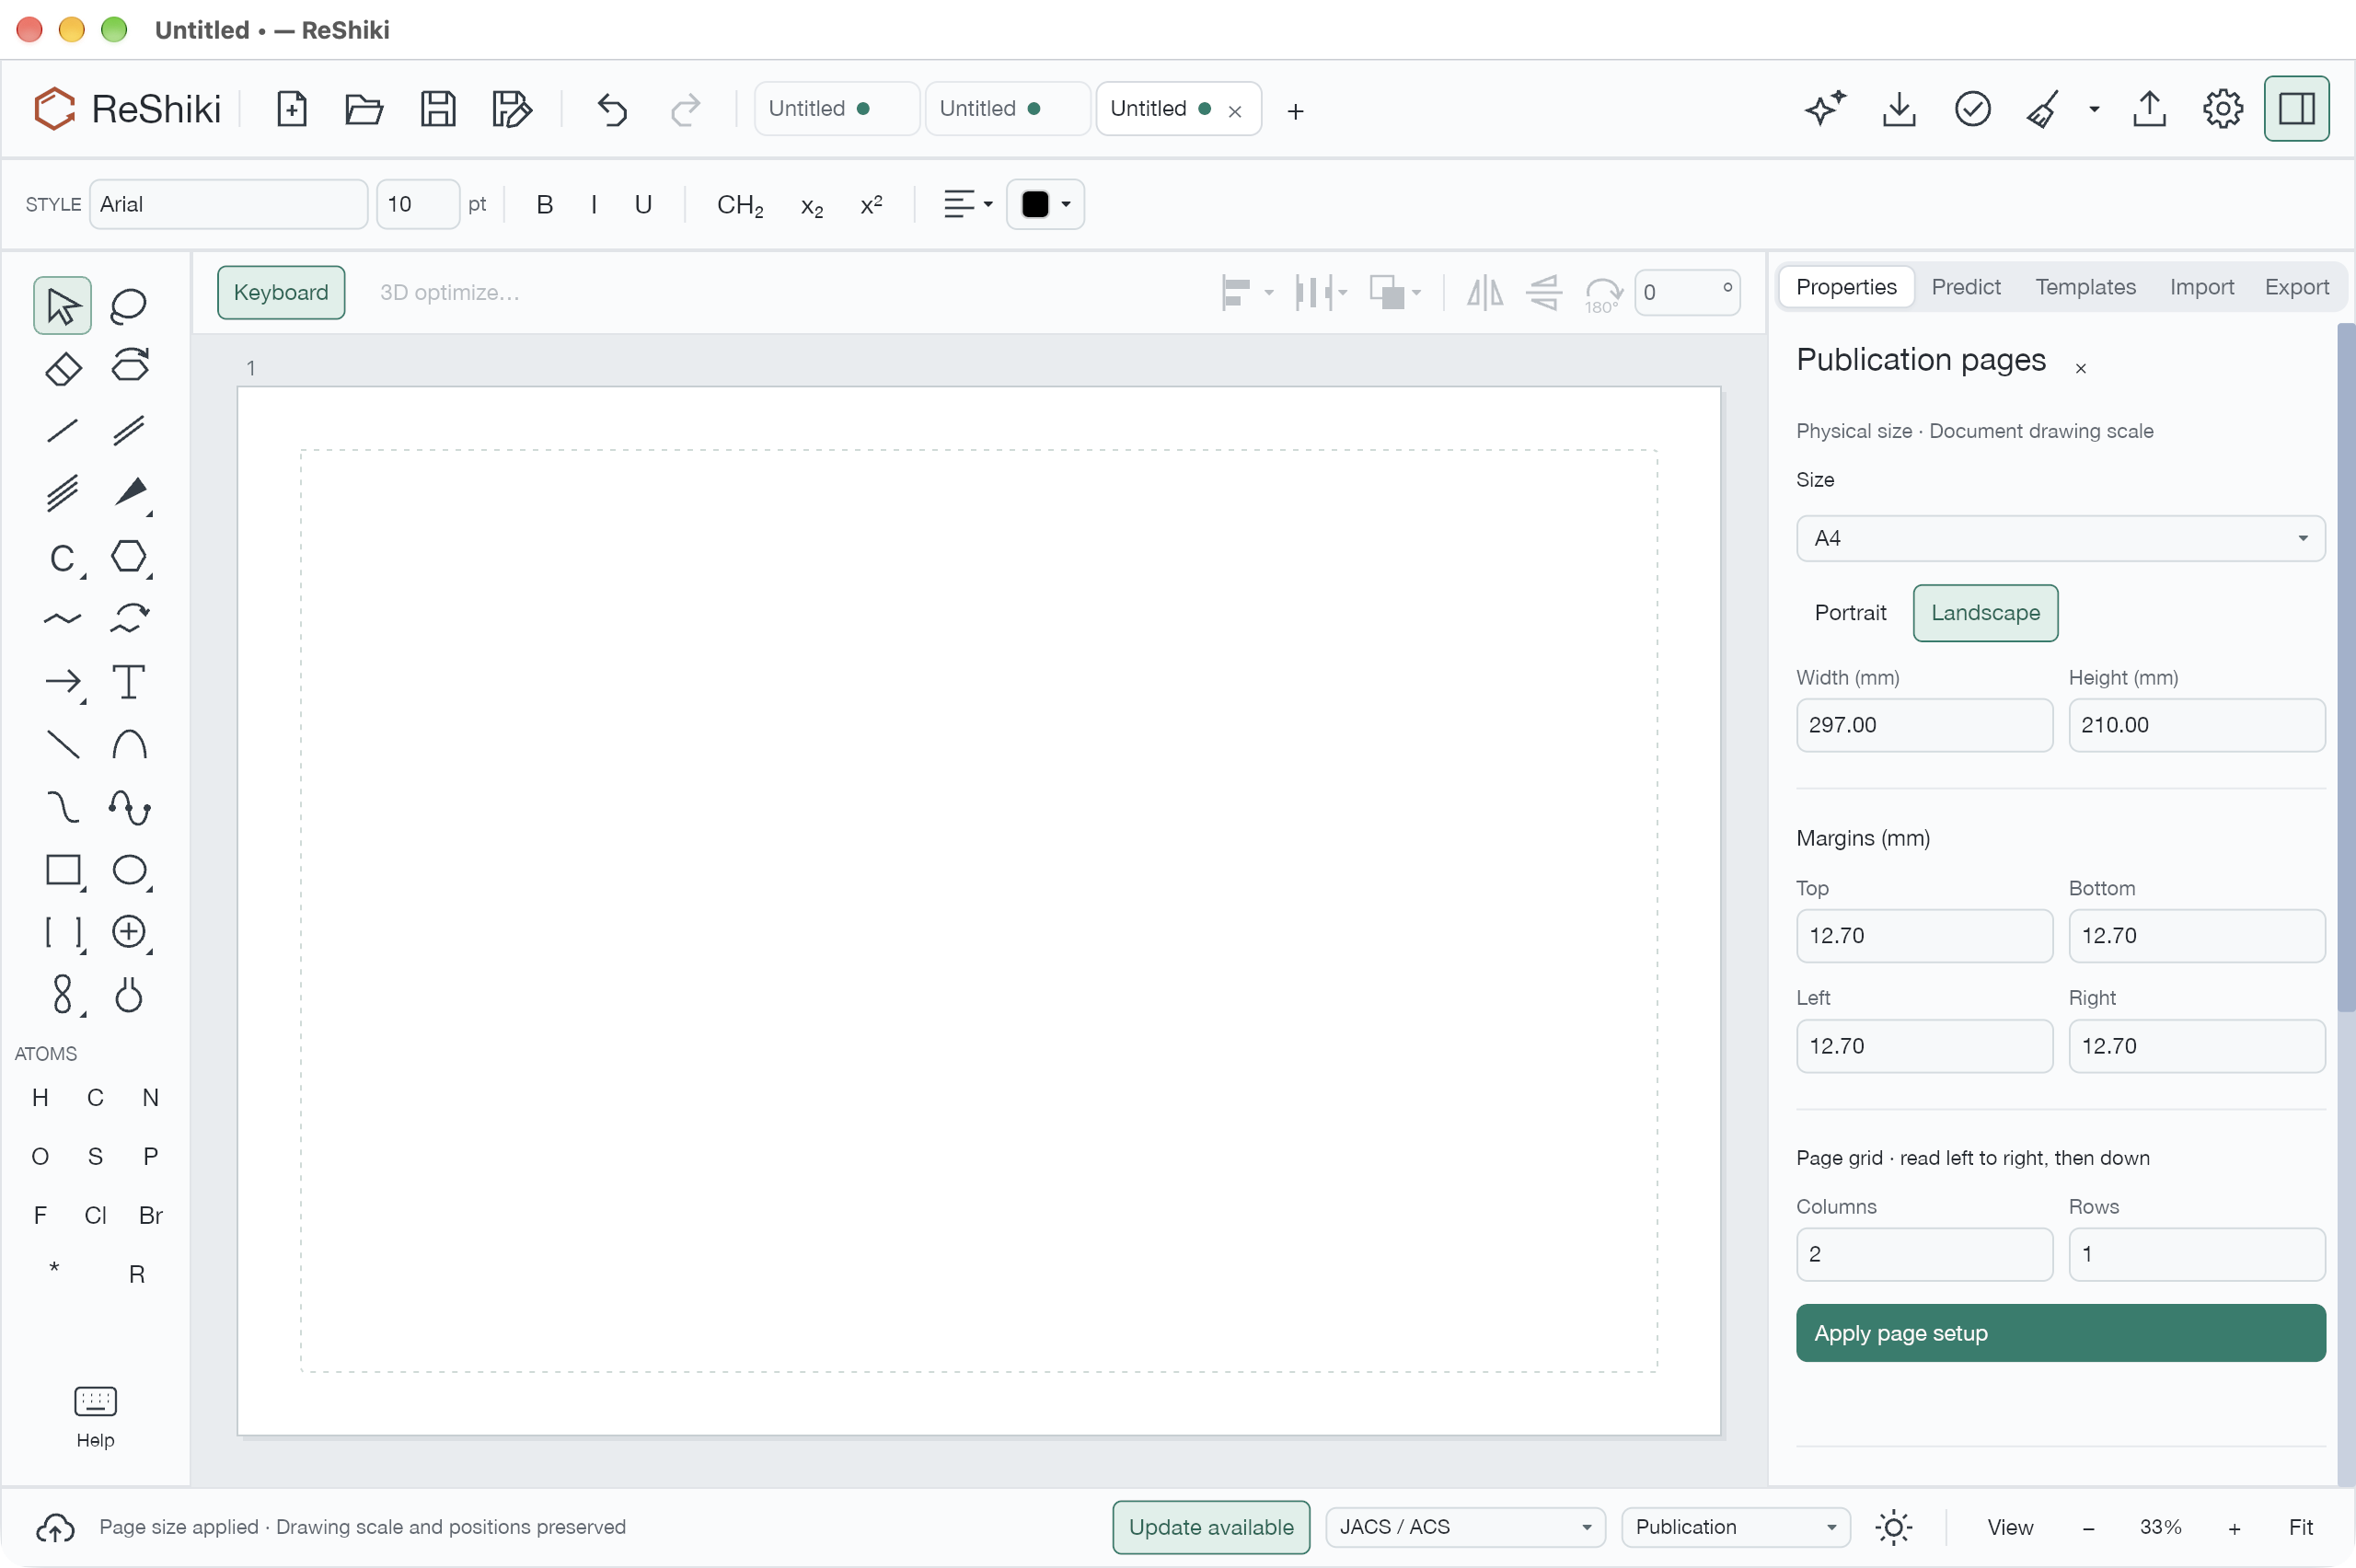 Untitled • — ReShiki
ReShiki
Untitled
Untitled
Untitled ×
+
STYLE Arial 10 pt B I U CH₂ x₂ x²
Keyboard 3D optimize...
180° 0 °
Properties Predict Templates Import Export
1
Publication pages ×
Physical size · Document drawing scale
Size
A4
Portrait Landscape
Width (mm) Height (mm)
297.00 210.00
Margins (mm)
Top Bottom
12.70 12.70
Left Right
12.70 12.70
Page grid · read left to right, then down
Columns Rows
2 1
Apply page setup
C
T
[ ]
ATOMS
H C N
O S P
F Cl Br
* R
Help
Page size applied · Drawing scale and positions preserved
Update available JACS / ACS Publication View − 33% + Fit